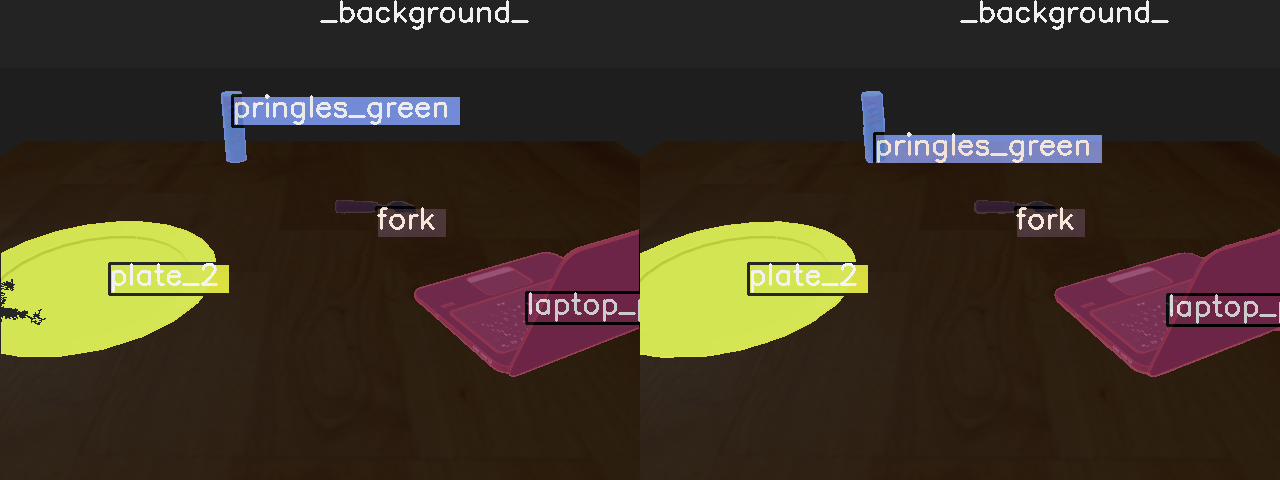 _background_
_background_
pringles_green
pringles_green
fork
fork
plate_2
plate_2
laptop_
laptop_